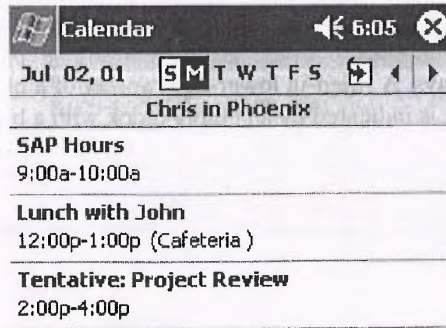 Calendar 6:05
Jul 02, 01 S M T W T F S
Chris in Phoenix
SAP Hours
9:00a-10:00a
Lunch with John
12:00p-1:00p (Cafeteria )
Tentative: Project Review
2:00p-4:00p